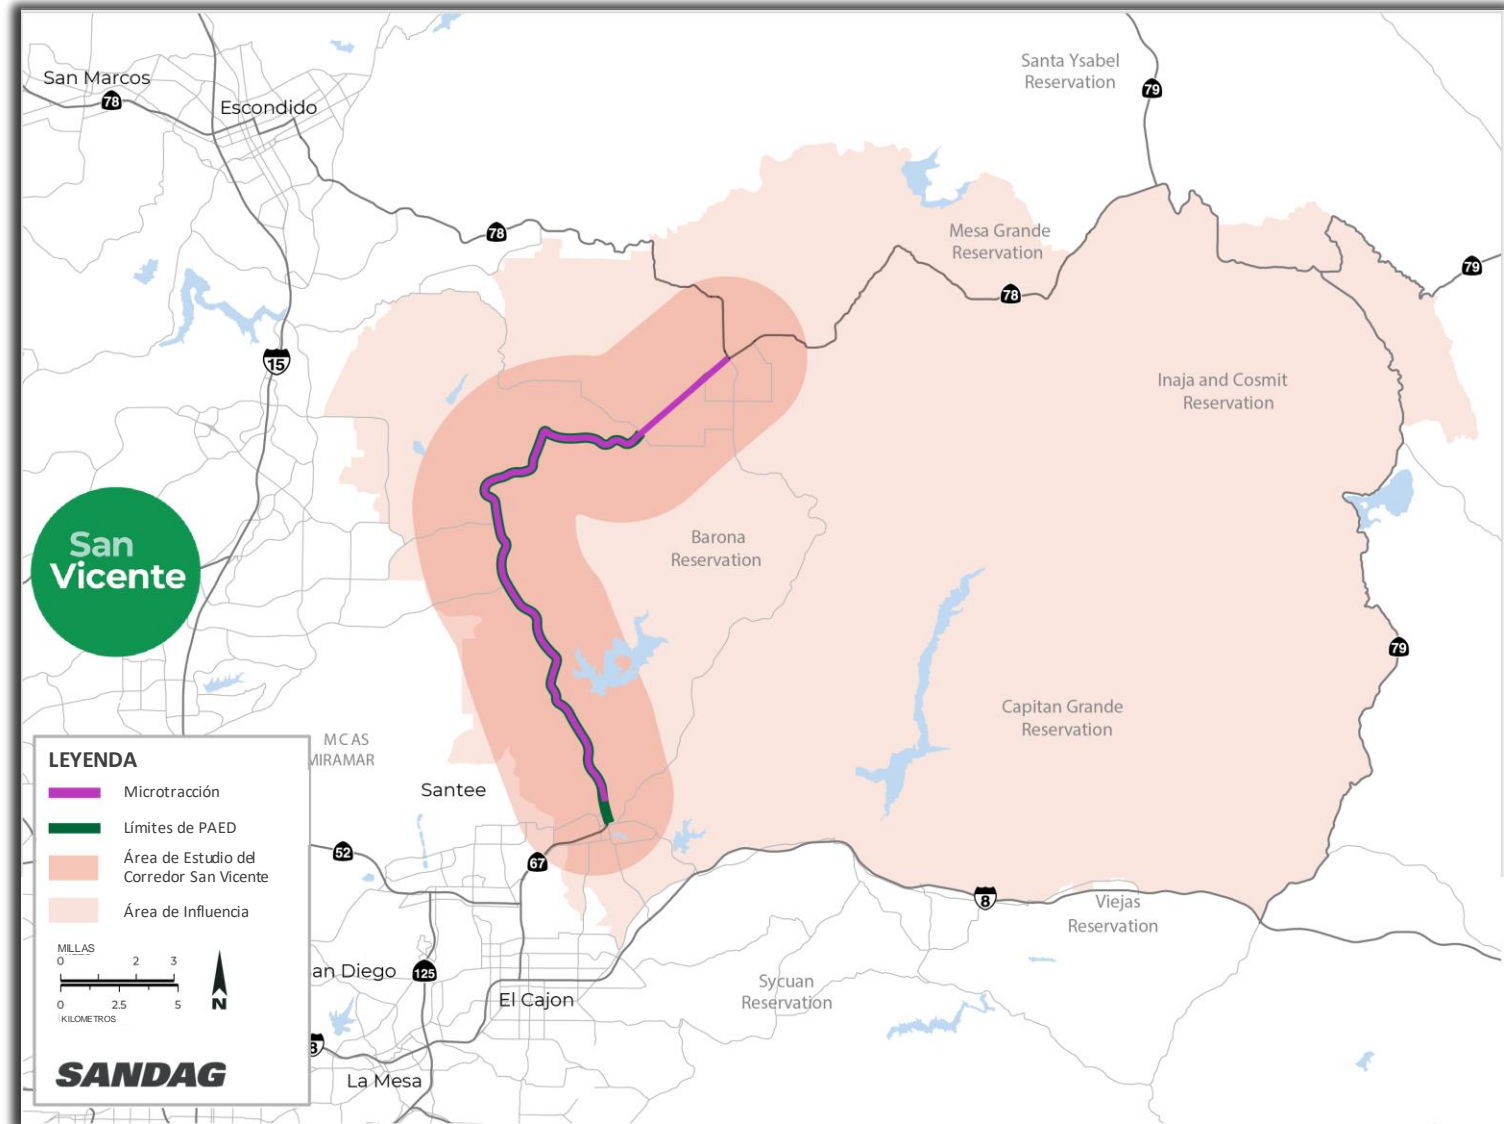 San Marcos
78
Escondido
Santa Ysabel
Reservation
79
78
Mesa Grande
Reservation
78
79
15
Inaja and Cosmit
Reservation
San
Vicente
Barona
Reservation
79
Capitan Grande
Reservation
MCAS
MIRAMAR
Santee
LEYENDA
Microtracción
Límites de PAED
Área de Estudio del
Corredor San Vicente
Área de Influencia
MILLAS
0 2 3
0 2.5 5
KILOMETROS
N
SANDAG
52
67
8
Viejas
Reservation
an Diego
125
El Cajon
Sycuan
Reservation
8
La Mesa